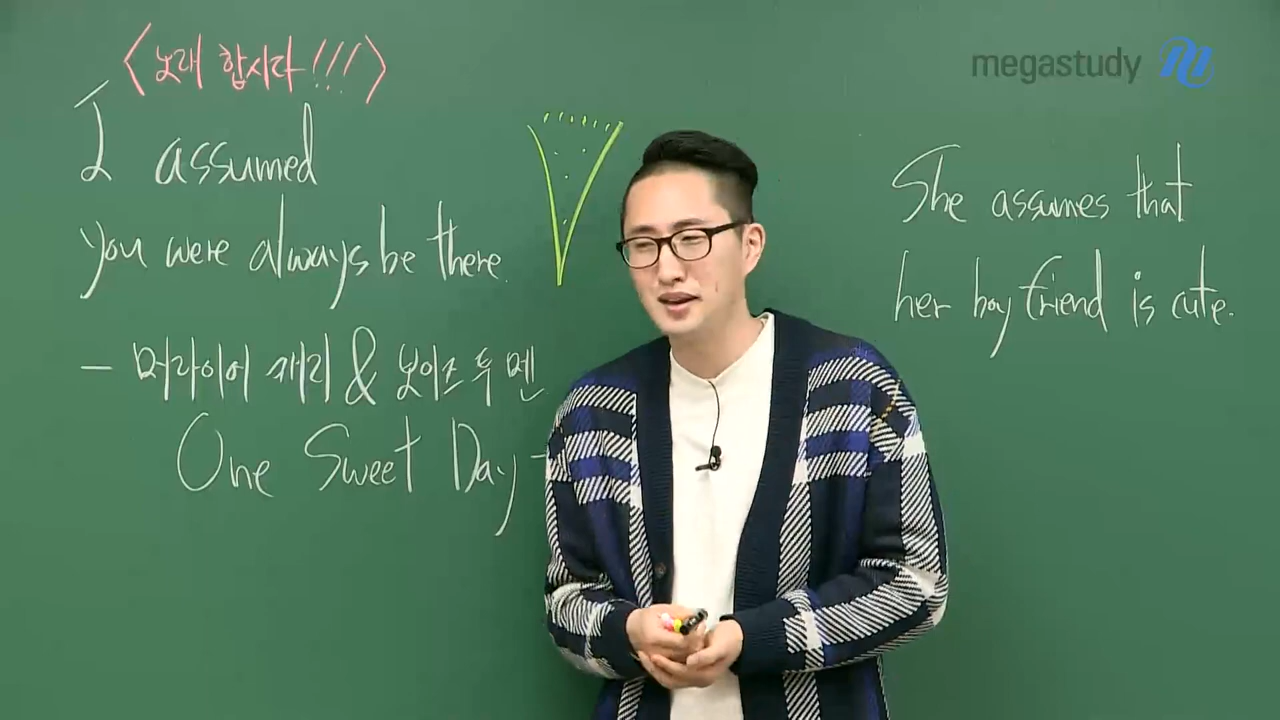 <노래 합시다!!!>
I assumed
you were always be there.
- 머라이어 캐리 & 보이즈 투 멘
One Sweet Day -
megastudy
She assumes that
her boyfriend is cute.